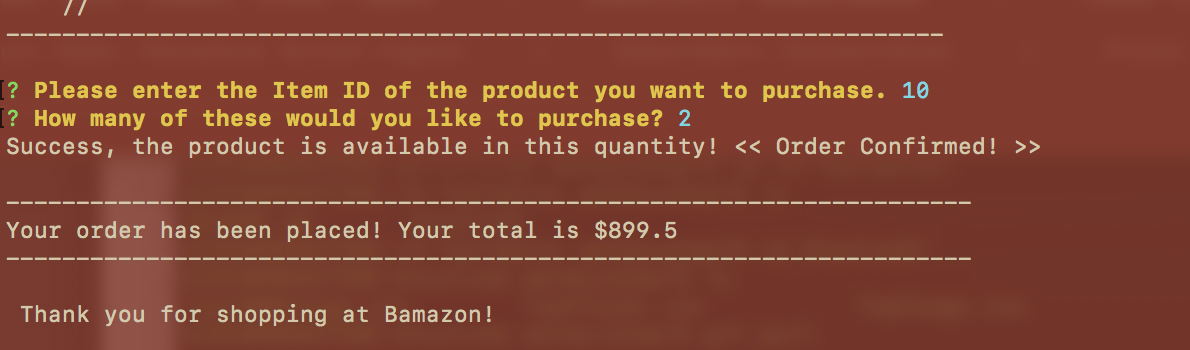 //
-------------------------------------------------------------------
? Please enter the Item ID of the product you want to purchase. 10
? How many of these would you like to purchase? 2
Success, the product is available in this quantity! << Order Confirmed! >>
---------------------------------------------------------------------
Your order has been placed! Your total is $899.5
---------------------------------------------------------------------
Thank you for shopping at Bamazon!